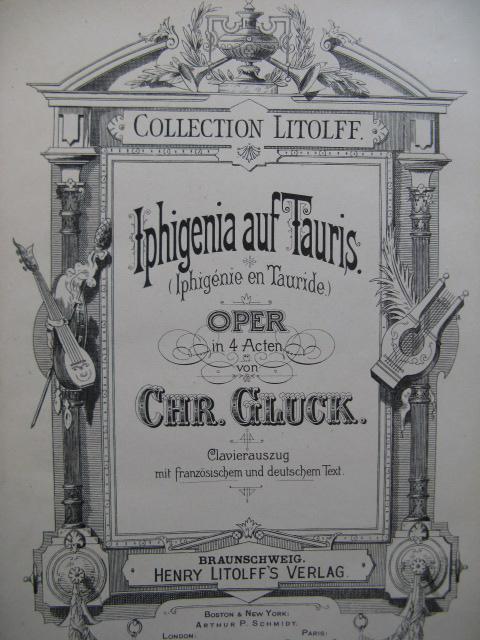 COLLECTION LITOLFF.
Iphigenia auf Tauris.
(Iphigénie en Tauride.)
OPER
in 4 Acten
von
CHR. GLUCK.
Clavierauszug
mit französischem und deutschem Text.
BRAUNSCHWEIG.
HENRY LITOLFF'S VERLAG.
BOSTON & NEW YORK:
ARTHUR P. SCHMIDT.
LONDON: PARIS: